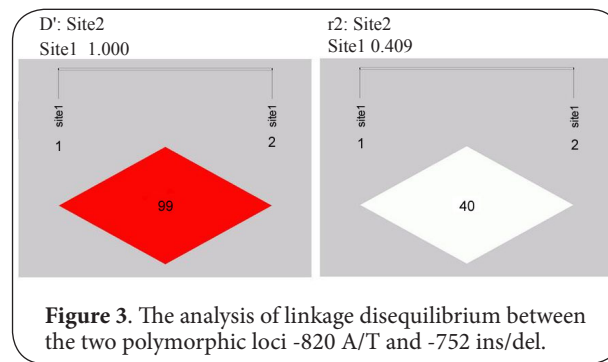 D': Site2
Site1 1.000
site1
site1
1
2
99
r2: Site2
Site1 0.409
site1
site1
1
2
40
Figure 3. The analysis of linkage disequilibrium between
the two polymorphic loci -820 A/T and -752 ins/del.